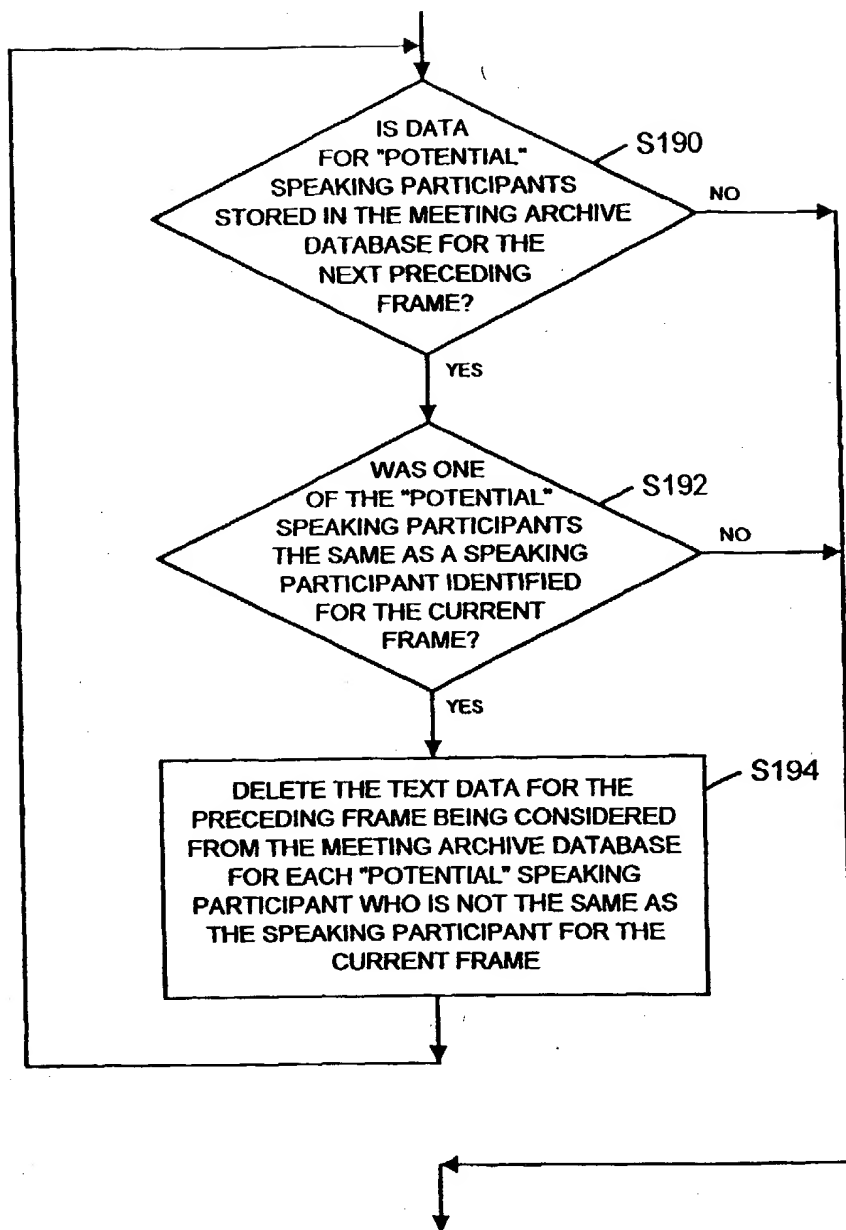 IS DATA
FOR "POTENTIAL"
SPEAKING PARTICIPANTS
STORED IN THE MEETING ARCHIVE
DATABASE FOR THE
NEXT PRECEDING
FRAME?
S190
NO
YES
WAS ONE
OF THE "POTENTIAL"
SPEAKING PARTICIPANTS
THE SAME AS A SPEAKING
PARTICIPANT IDENTIFIED
FOR THE CURRENT
FRAME?
S192
NO
YES
DELETE THE TEXT DATA FOR THE
PRECEDING FRAME BEING CONSIDERED
FROM THE MEETING ARCHIVE DATABASE
FOR EACH "POTENTIAL" SPEAKING
PARTICIPANT WHO IS NOT THE SAME AS
THE SPEAKING PARTICIPANT FOR THE
CURRENT FRAME
S194